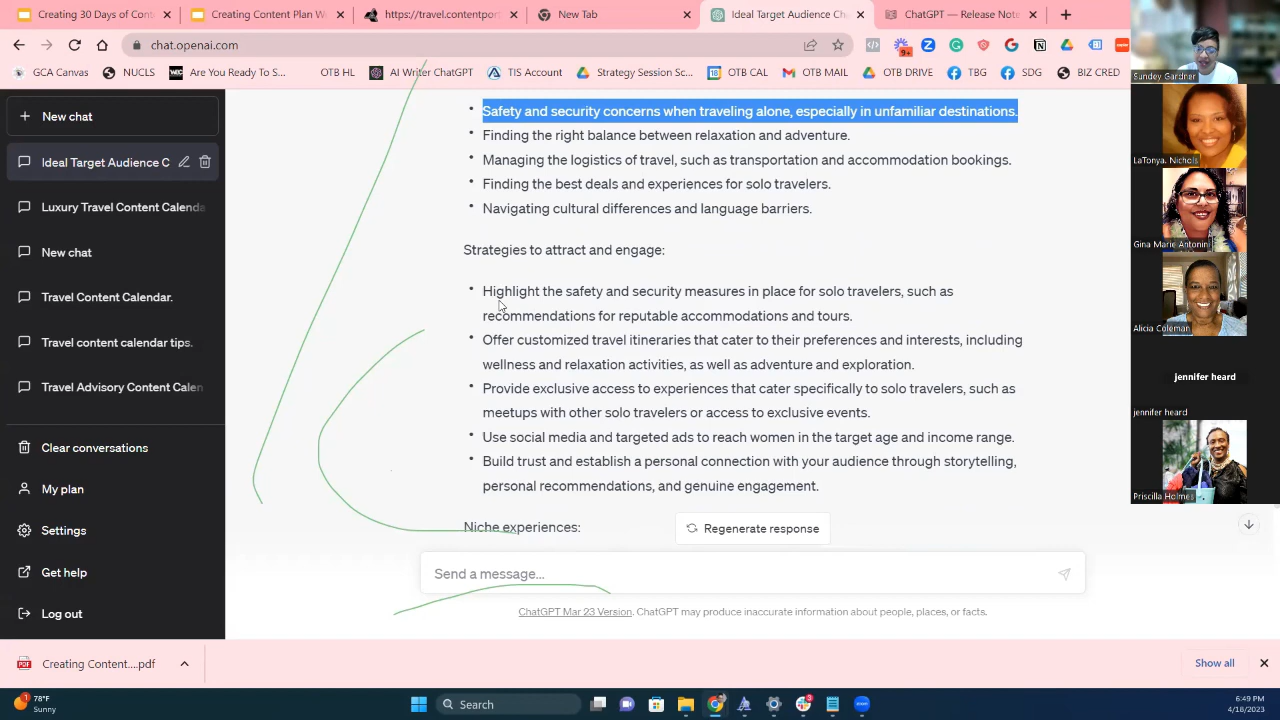 30 Days of Cont
Creating Content Plan W
https://travel.contentpor
New Tab
Ideal Target Audience Ch
ChatGPT — Release Note
chat.openai.com
9+
GCA Canvas
NUCLS
Are You Ready to S...
OTB HL
AI Writer ChatGPT
TIS Account
Strategy Session Sc...
OTB CAL
OTB MAIL
OTB DRIVE
TBG
SDG
BIZ CRED
New chat
Ideal Target Audience C
Luxury Travel Content Calenda
New chat
Travel Content Calendar.
Travel content calendar tips.
Travel Advisory Content Calen
Clear conversations
My plan
Settings
Get help
Log out
• Safety and security concerns when traveling alone, especially in unfamiliar destinations.
• Finding the right balance between relaxation and adventure.
• Managing the logistics of travel, such as transportation and accommodation bookings.
• Finding the best deals and experiences for solo travelers.
• Navigating cultural differences and language barriers.
Strategies to attract and engage:
• Highlight the safety and security measures in place for solo travelers, such as
recommendations for reputable accommodations and tours.
• Offer customized travel itineraries that cater to their preferences and interests, including
wellness and relaxation activities, as well as adventure and exploration.
• Provide exclusive access to experiences that cater specifically to solo travelers, such as
meetups with other solo travelers or access to exclusive events.
• Use social media and targeted ads to reach women in the target age and income range.
• Build trust and establish a personal connection with your audience through storytelling,
personal recommendations, and genuine engagement.
Niche experiences:
Regenerate response
Send a message...
ChatGPT Mar 23 Version. ChatGPT may produce inaccurate information about people, places, or facts.
Sundey Gardner
LaTonya. Nichols
Gina Marie Antonin
Alicia Coleman
jennifer heard
jennifer heard
Priscilla Holmes
Creating Content....pdf
Show all
78°F
Sunny
Search
6:49 PM
4/18/2023